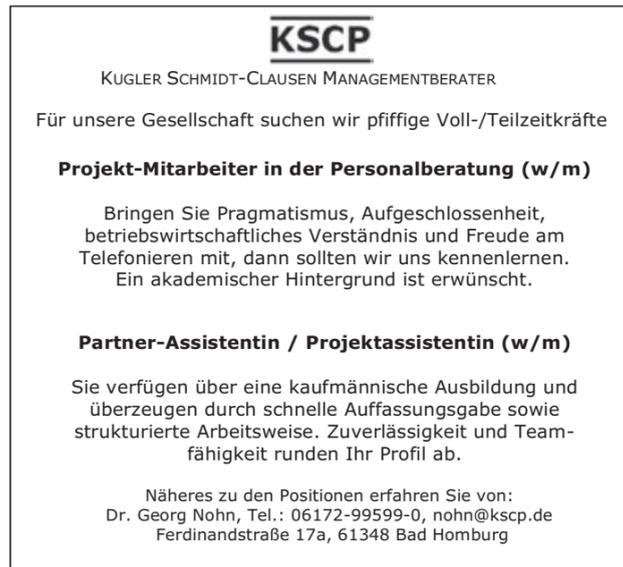 KSCP
KUGLER SCHMIDT-CLAUSEN MANAGEMENTBERATER
Für unsere Gesellschaft suchen wir pfiffige Voll-/Teilzeitkräfte
Projekt-Mitarbeiter in der Personalberatung (w/m)
Bringen Sie Pragmatismus, Aufgeschlossenheit,
betriebswirtschaftliches Verständnis und Freude am
Telefonieren mit, dann sollten wir uns kennenlernen.
Ein akademischer Hintergrund ist erwünscht.
Partner-Assistentin / Projektassistentin (w/m)
Sie verfügen über eine kaufmännische Ausbildung und
überzeugen durch schnelle Auffassungsgabe sowie
strukturierte Arbeitsweise. Zuverlässigkeit und Team-
fähigkeit runden Ihr Profil ab.
Näheres zu den Positionen erfahren Sie von:
Dr. Georg Nohn, Tel.: 06172-99599-0, nohn@kscp.de
Ferdinandstraße 17a, 61348 Bad Homburg